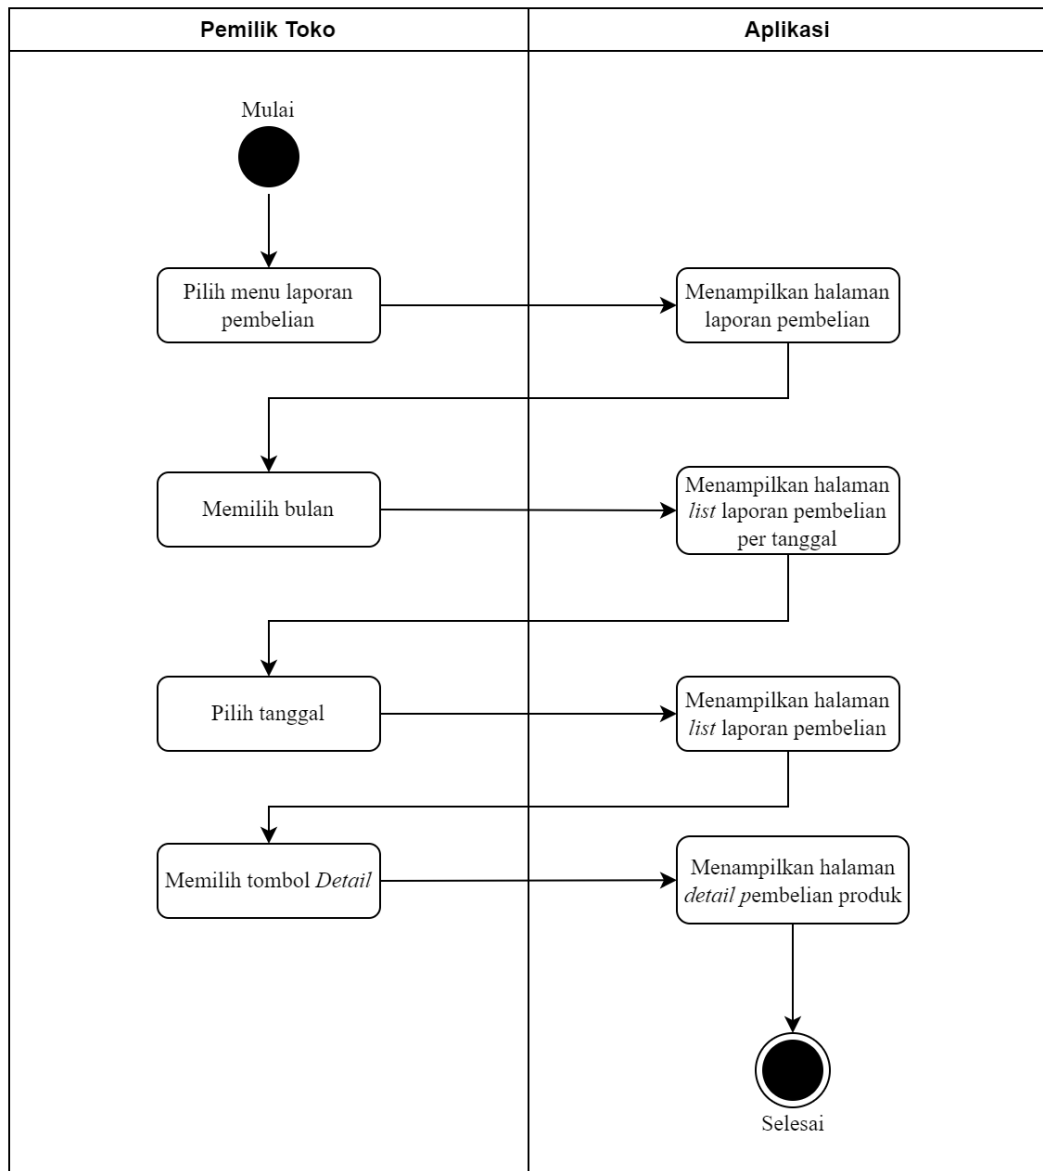 Pemilik Toko
Aplikasi
Mulai
Pilih menu laporan
pembelian
Menampilkan halaman
laporan pembelian
Memilih bulan
Menampilkan halaman
list laporan pembelian
per tanggal
Pilih tanggal
Menampilkan halaman
list laporan pembelian
Memilih tombol Detail
Menampilkan halaman
detail pembelian produk
Selesai